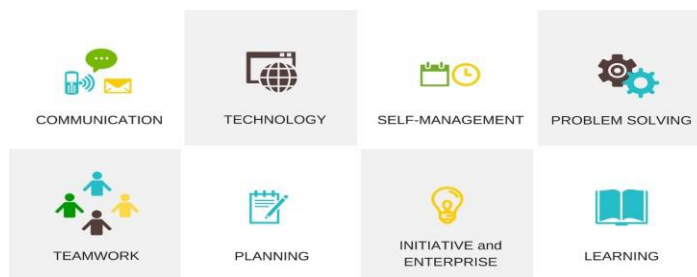 COMMUNICATION
TECHNOLOGY
SELF-MANAGEMENT
PROBLEM SOLVING
TEAMWORK
PLANNING
INITIATIVE and
ENTERPRISE
LEARNING